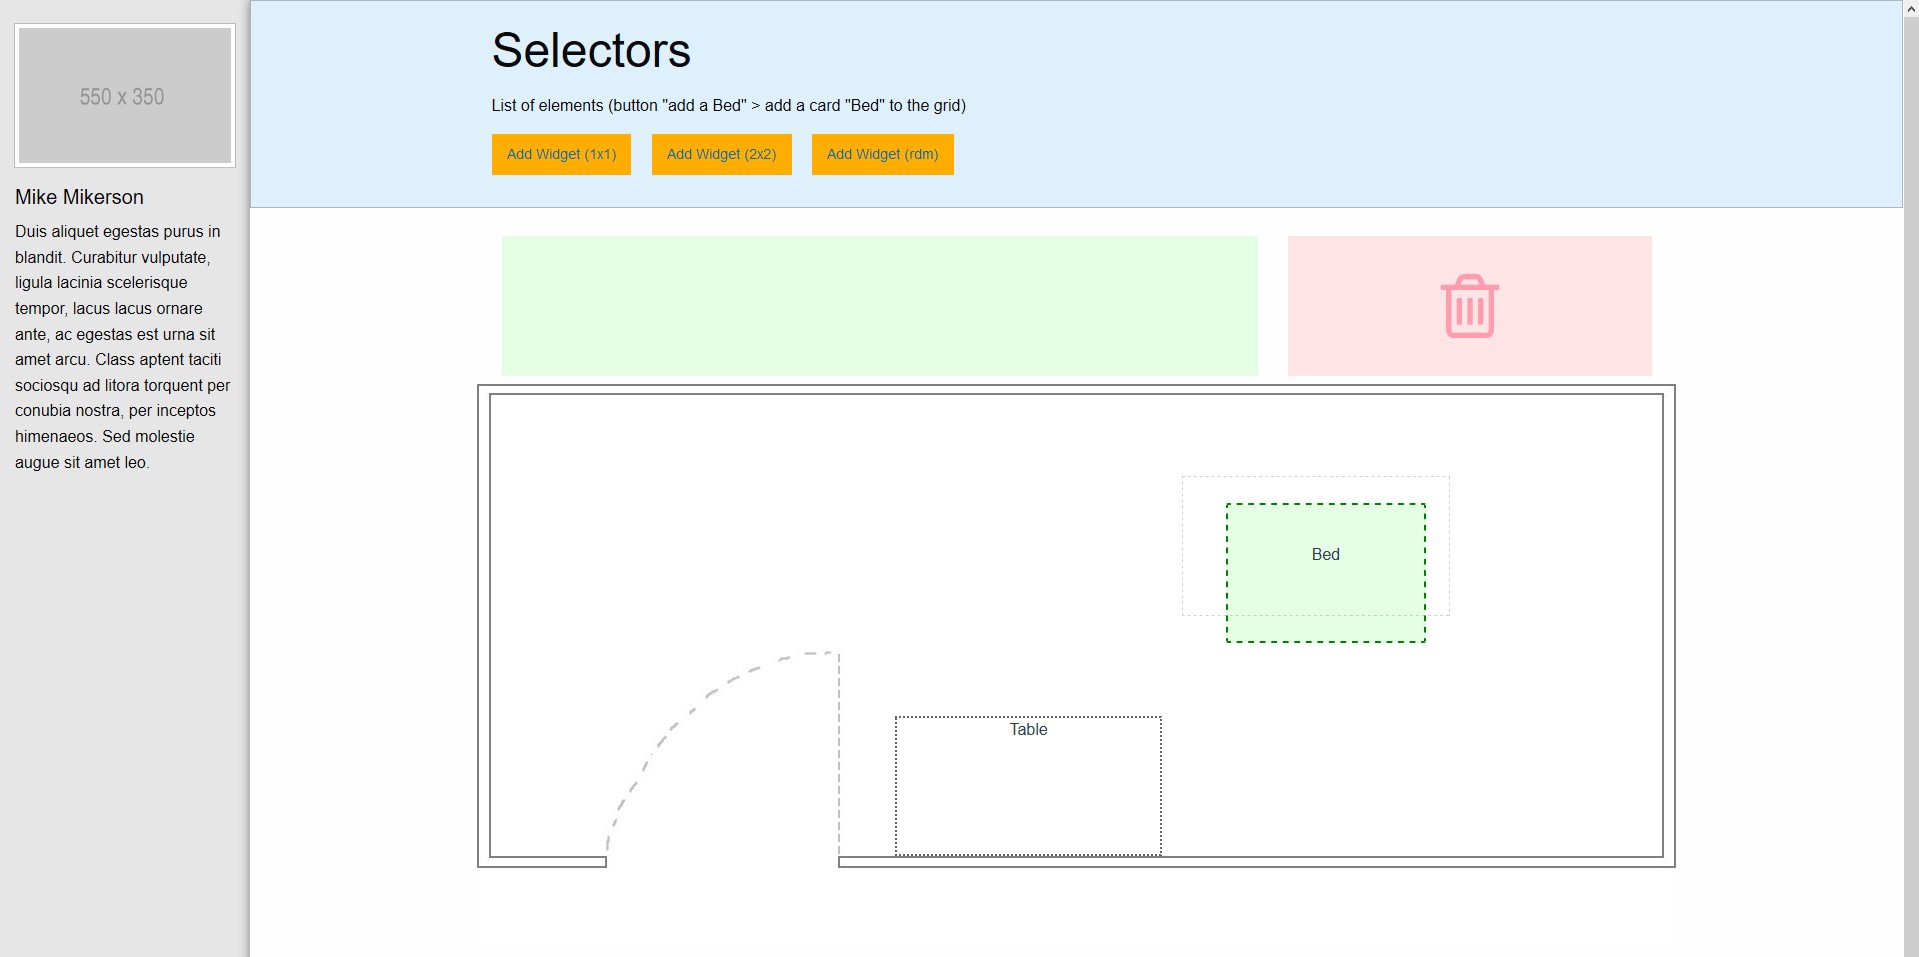 550 x 350
Mike Mikerson
Duis aliquet egestas purus in
blandit. Curabitur vulputate,
ligula lacinia scelerisque
tempor, lacus lacus ornare
ante, ac egestas est urna sit
amet arcu. Class aptent taciti
sociosqu ad litora torquent per
conubia nostra, per inceptos
himenaeos. Sed molestie
augue sit amet leo.
Selectors
List of elements (button "add a Bed" > add a card "Bed" to the grid)
Add Widget (1x1) Add Widget (2x2) Add Widget (rdm)
Bed
Table